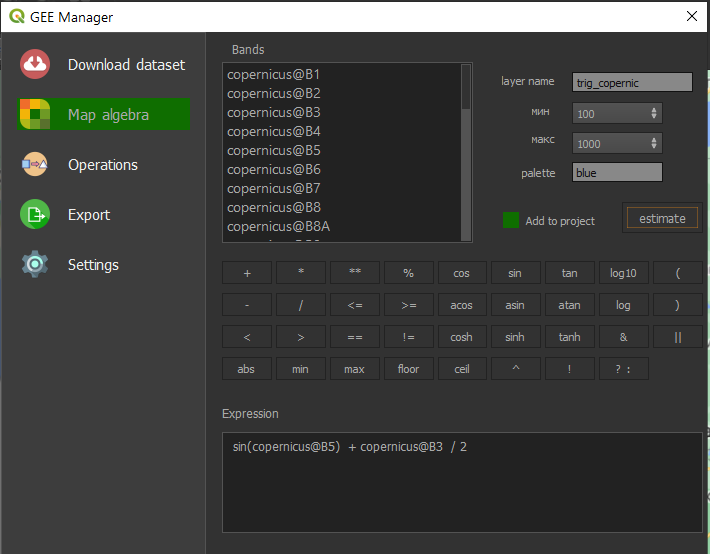 GEE Manager
Download dataset
Map algebra
Operations
Export
Settings
Bands
copernicus@B1
copernicus@B2
copernicus@B3
copernicus@B4
copernicus@B5
copernicus@B6
copernicus@B7
copernicus@B8
copernicus@B8A
layer name trig_copernic
мин 100
макс 1000
palette blue
Add to project estimate
+ * ** % cos sin tan log10 (
- / <= >= acos asin atan log )
< > == != cosh sinh tanh & ||
abs min max floor ceil ^ ! ? :
Expression
sin(copernicus@B5) + copernicus@B3 / 2